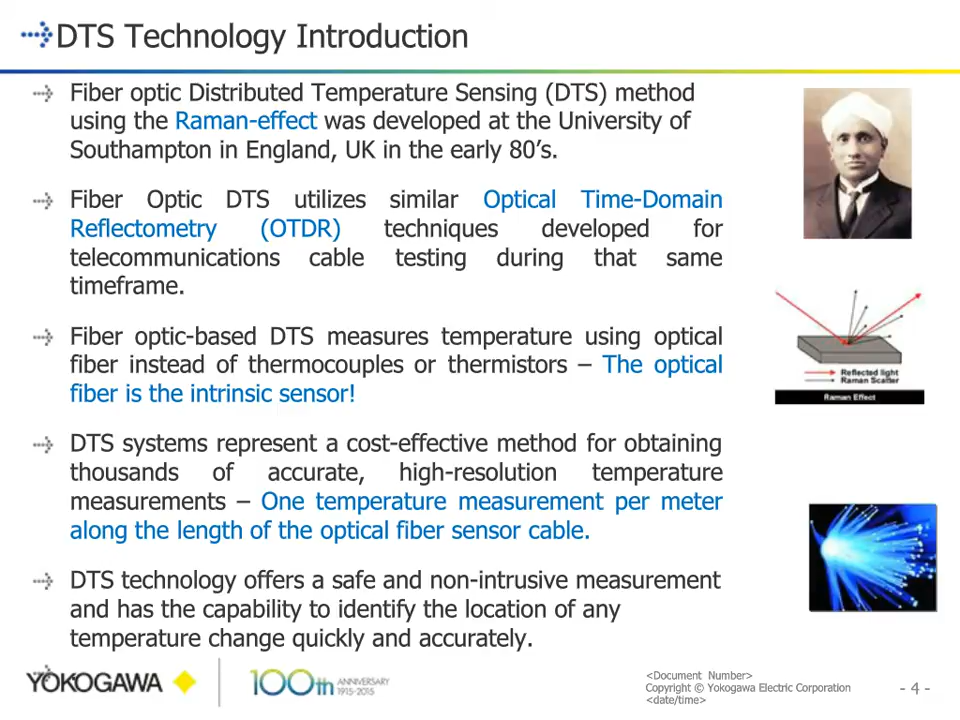 DTS Technology Introduction
Fiber optic Distributed Temperature Sensing (DTS) method
using the Raman-effect was developed at the University of
Southampton in England, UK in the early 80's.
Fiber Optic DTS utilizes similar Optical Time-Domain
Reflectometry (OTDR) techniques developed for
telecommunications cable testing during that same
timeframe.
Fiber optic-based DTS measures temperature using optical
fiber instead of thermocouples or thermistors – The optical
fiber is the intrinsic sensor!
DTS systems represent a cost-effective method for obtaining
thousands of accurate, high-resolution temperature
measurements – One temperature measurement per meter
along the length of the optical fiber sensor cable.
DTS technology offers a safe and non-intrusive measurement
and has the capability to identify the location of any
temperature change quickly and accurately.
Reflected light
Raman Scatter
Raman Effect
YOKOGAWA
100th ANNIVERSARY
1915-2015
<Document Number>
Copyright © Yokogawa Electric Corporation
<date/time>
- 4 -